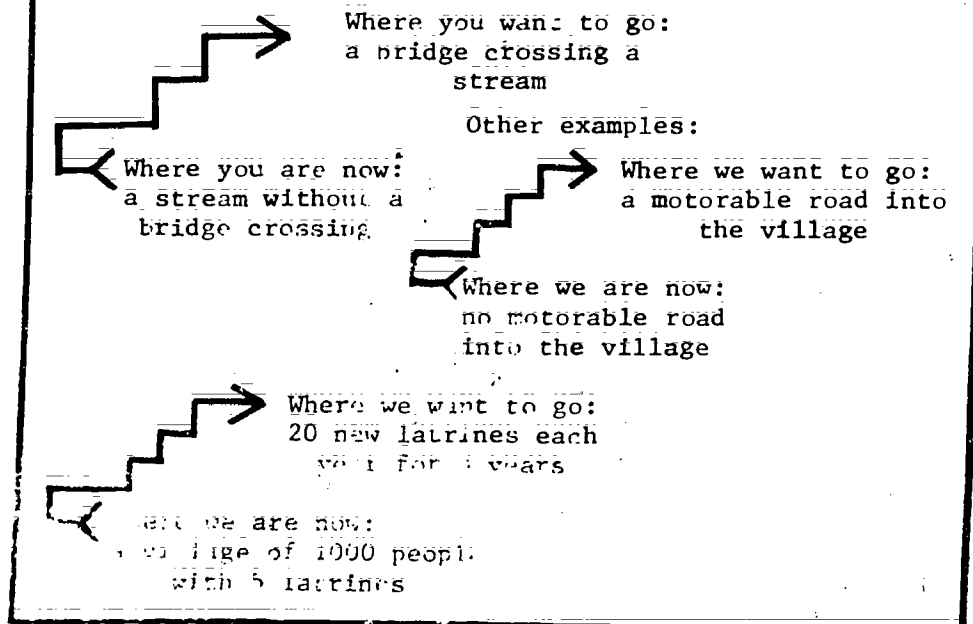 Where you want to go:
a bridge crossing a
stream
Other examples:
Where you are now:
a stream without a
bridge crossing
Where we want to go:
a motorable road into
the village
Where we are now:
no motorable road
into the village
Where we want to go:
20 new latrines each
for years
we are now:
of 1000 people
with 5 latrines